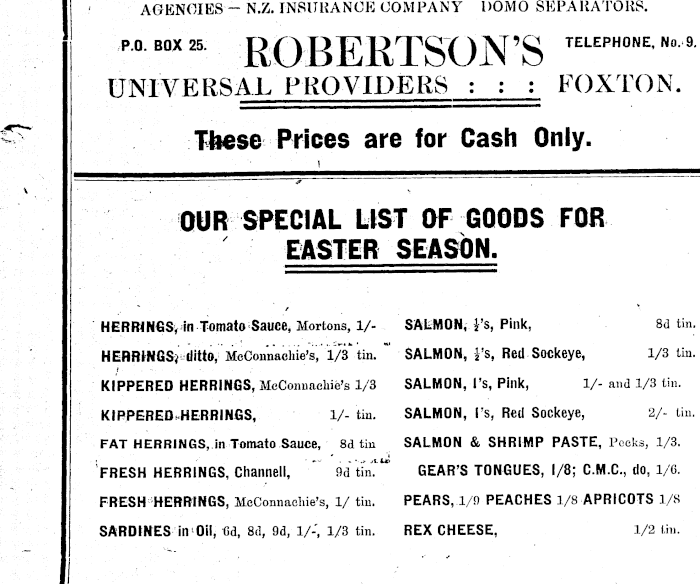 AGENCIES — N.Z. INSURANCE COMPANY DOMO SEPARATORS.
P.O. BOX 25. ROBERTSON'S TELEPHONE, No. 9.
UNIVERSAL PROVIDERS : : : FOXTON.
These Prices are for Cash Only.
OUR SPECIAL LIST OF GOODS FOR
EASTER SEASON.
HERRINGS, in Tomato Sauce, Mortons, 1/-
HERRINGS, ditto, McConnachie's, 1/3 tin.
KIPPERED HERRINGS, McConnachie's 1/3
KIPPERED HERRINGS, 1/- tin.
FAT HERRINGS, in Tomato Sauce, 8d tin
FRESH HERRINGS, Channell, 9d tin.
FRESH HERRINGS, McConnachie's, 1/ tin.
SARDINES in Oil, 6d, 8d, 9d, 1/-, 1/3 tin.
SALMON, ½'s, Pink, 8d tin.
SALMON, ½'s, Red Sockeye, 1/3 tin.
SALMON, 1's, Pink, 1/- and 1/3 tin.
SALMON, 1's, Red Sockeye, 2/- tin.
SALMON & SHRIMP PASTE, Pecks, 1/3.
GEAR'S TONGUES, 1/8; C.M.C., do, 1/6.
PEARS, 1/9 PEACHES 1/8 APRICOTS 1/8
REX CHEESE, 1/2 tin.